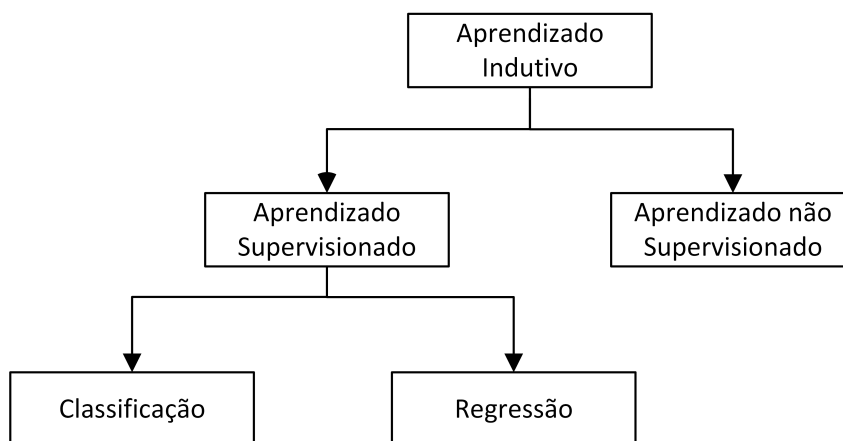 Aprendizado
Indutivo
Aprendizado
Supervisionado
Aprendizado não
Supervisionado
Classificação
Regressão